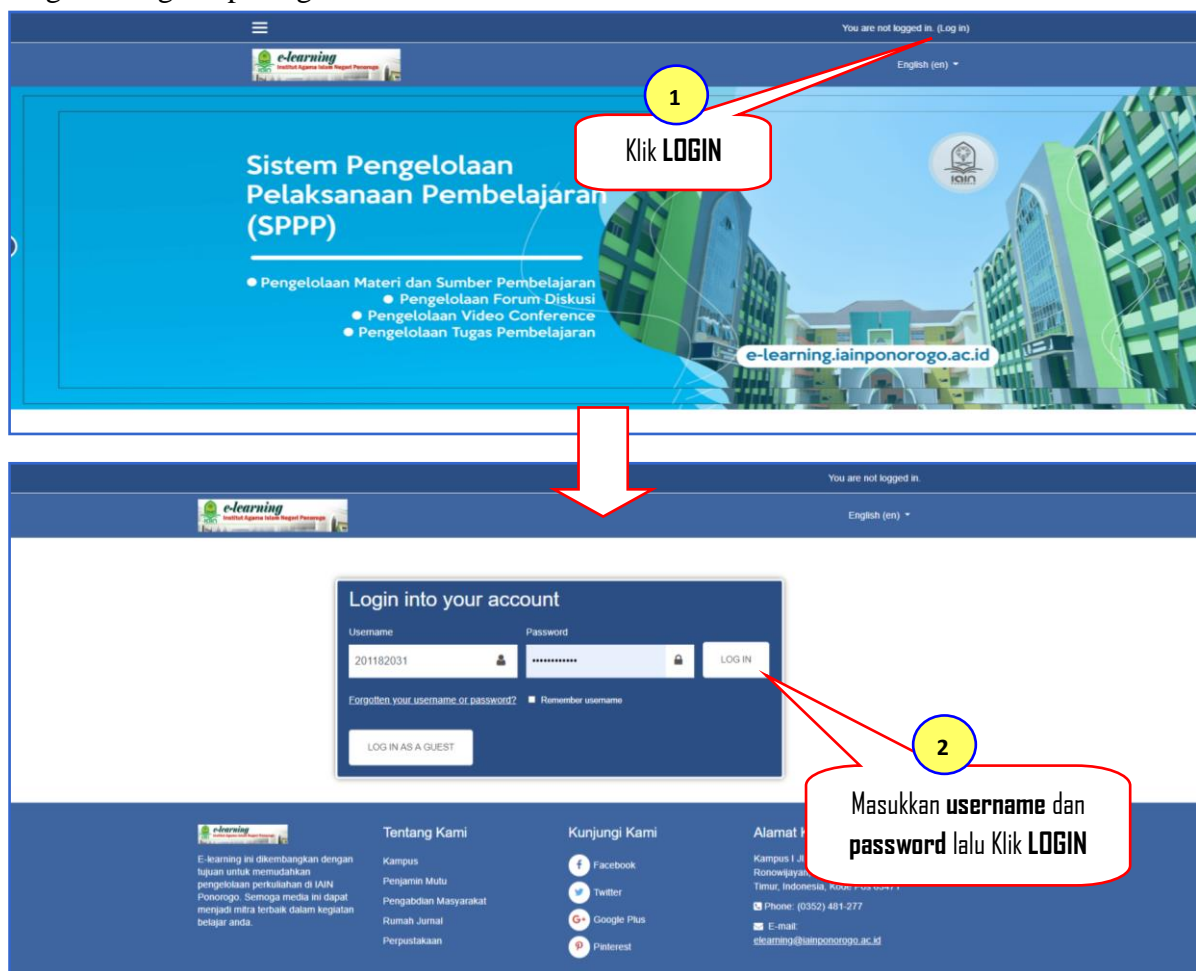 You are not logged in. (Log in)
e-learning
Institut Agama Islam Negeri Ponorogo
English (en)
1
Klik LOGIN
Sistem Pengelolaan
Pelaksanaan Pembelajaran
(SPPP)
Pengelolaan Materi dan Sumber Pembelajaran
Pengelolaan Forum Diskusi
Pengelolaan Video Conference
Pengelolaan Tugas Pembelajaran
iain
e-learning.iainponorogo.ac.id
You are not logged in.
e-learning
Institut Agama Islam Negeri Ponorogo
English (en)
Login into your account
Username
Password
201182031
••••••••••••
LOG IN
Forgotten your username or password?
Remember username
LOG IN AS A GUEST
2
Masukkan username dan
password lalu Klik LOGIN
e-learning
E-learning ini dikembangkan dengan
tujuan untuk memudahkan
pengelolaan perkuliahan di IAIN
Ponorogo. Semoga media ini dapat
menjadi mitra terbaik dalam kegiatan
belajar anda.
Tentang Kami
Kampus
Penjamin Mutu
Pengabdian Masyarakat
Rumah Jurnal
Perpustakaan
Kunjungi Kami
Facebook
Twitter
Google Plus
Pinterest
Alamat
Kampus I
Ronowijayan
Timur, Indonesia, Kode Pos 63471
Phone: (0352) 481-277
E-mail:
elearning@iainponorogo.ac.id